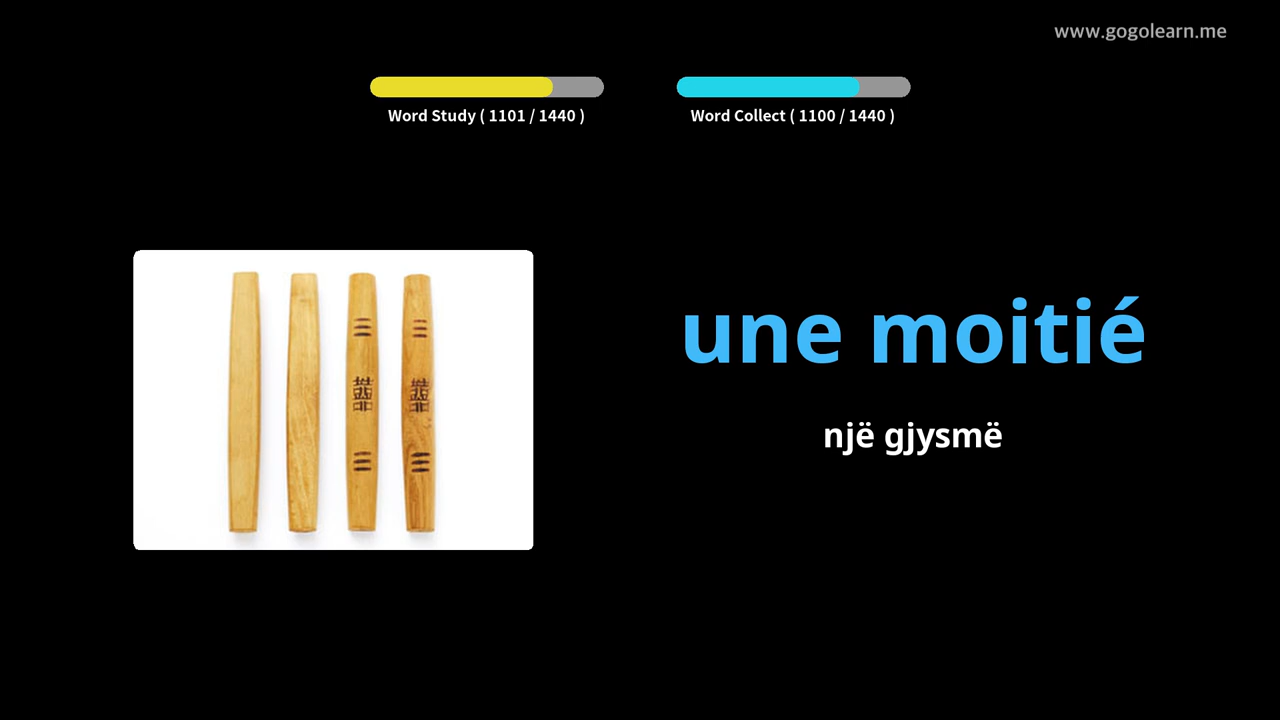 www.gogolearn.me
Word Study ( 1101 / 1440 )
Word Collect ( 1100 / 1440 )
une moitié
një gjysmë